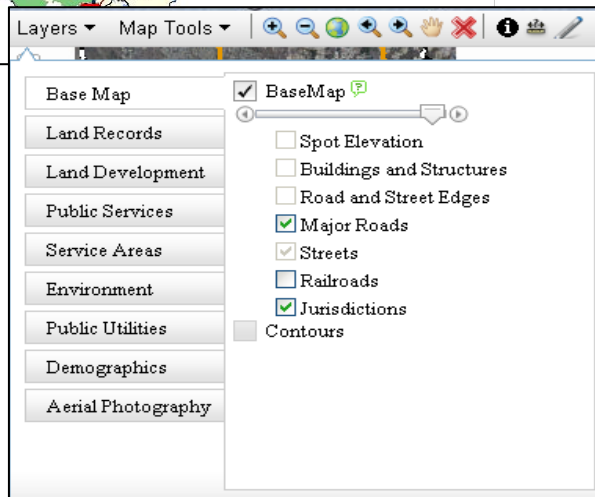 Layers Map Tools
Base Map
Land Records
Land Development
Public Services
Service Areas
Environment
Public Utilities
Demographics
Aerial Photography
BaseMap
Spot Elevation
Buildings and Structures
Road and Street Edges
Major Roads
Streets
Railroads
Jurisdictions
Contours